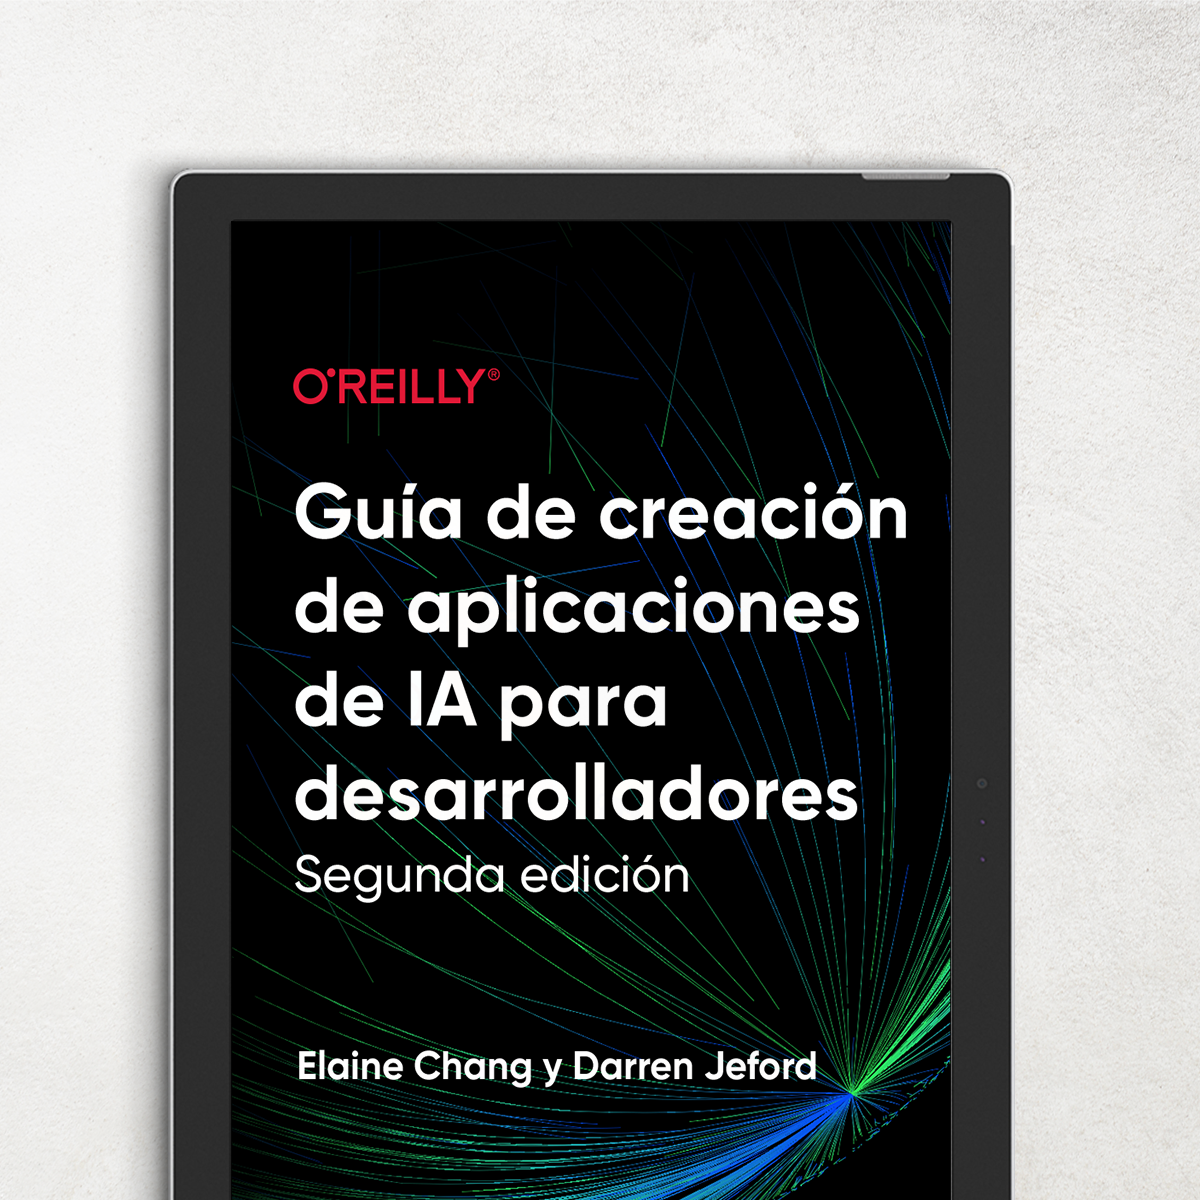 O'REILLY®
Guía de creación
de aplicaciones
de IA para
desarrolladores
Segunda edición
Elaine Chang y Darren Jeford